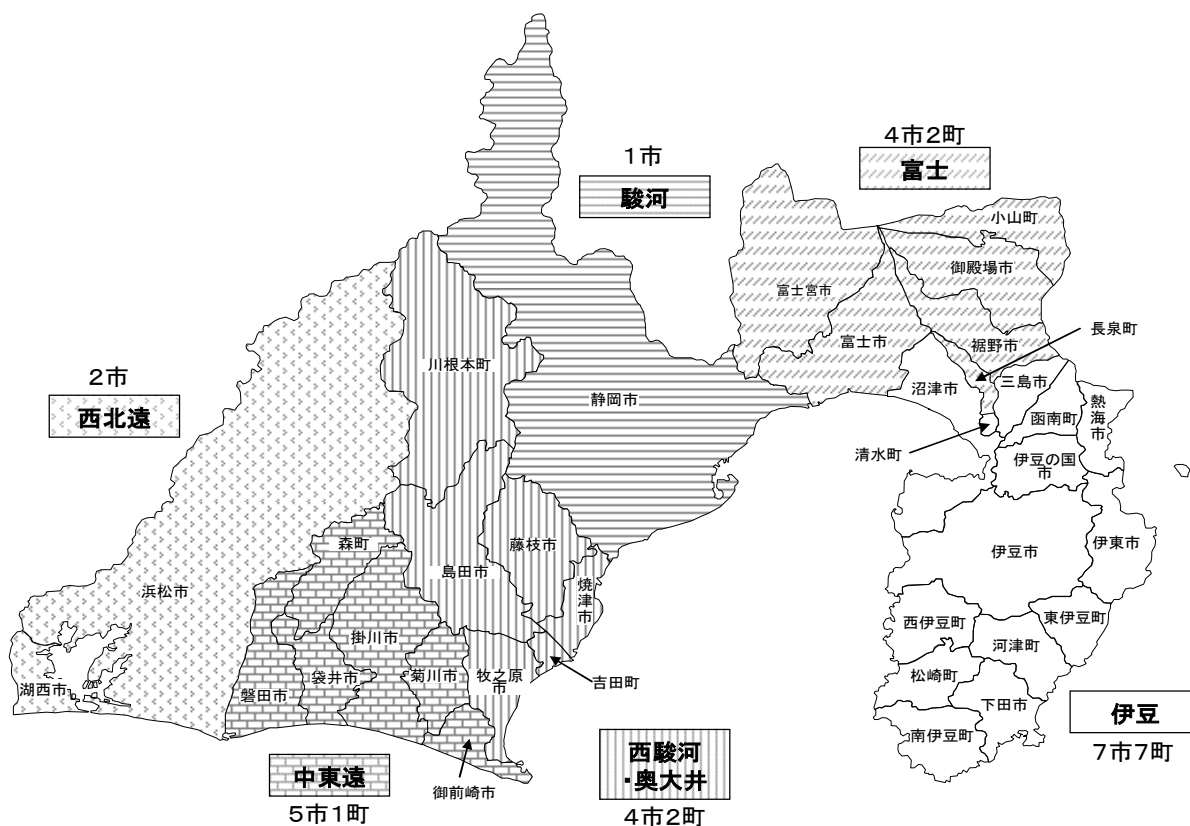 4市2町
富士
1市
駿河
小山町
御殿場市
富士宮市
長泉町
富士市
裾野市
川根本町
2市
西北遠
静岡市
沼津市
三島市
熱海市
函南町
清水町
伊豆の国
市
森町
藤枝市
伊東市
伊豆市
島田市
焼津市
浜松市
西伊豆町
東伊豆町
掛川市
河津町
袋井市
菊川市
牧之原
市
吉田町
松崎町
湖西市
磐田市
下田市
伊豆
7市7町
南伊豆町
西駿河
・奥大井
4市2町
中東遠
5市1町
御前崎市